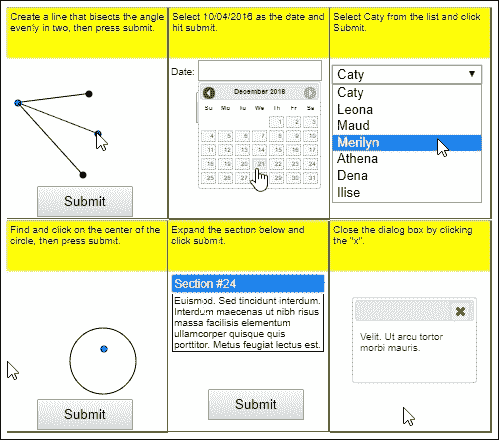 Create a line that bisects the angle
evenly in two, then press submit.
Submit
Select 10/04/2016 as the date and
hit submit.
Date:
December 2016
Su Mo Tu We Th Fr Sa
1 2 3
4 5 6 7 8 9 10
11 12 13 14 15 16 17
18 19 20 21 22 23 24
25 26 27 28 29 30 31
Select Caty from the list and click
Submit.
Caty
Caty
Leona
Maud
Merilyn
Athena
Dena
Ilise
Find and click on the center of the
circle, then press submit.
Submit
Expand the section below and
click submit.
Section #24
Euismod. Sed tincidunt interdum.
Interdum maecenas ut nibh risus
massa facilisis elementum
ullamcorper quisque quis
porttitor. Metus feugiat lectus est.
Submit
Close the dialog box by clicking
the "x".
Velit. Ut arcu tortor
morbi mauris.